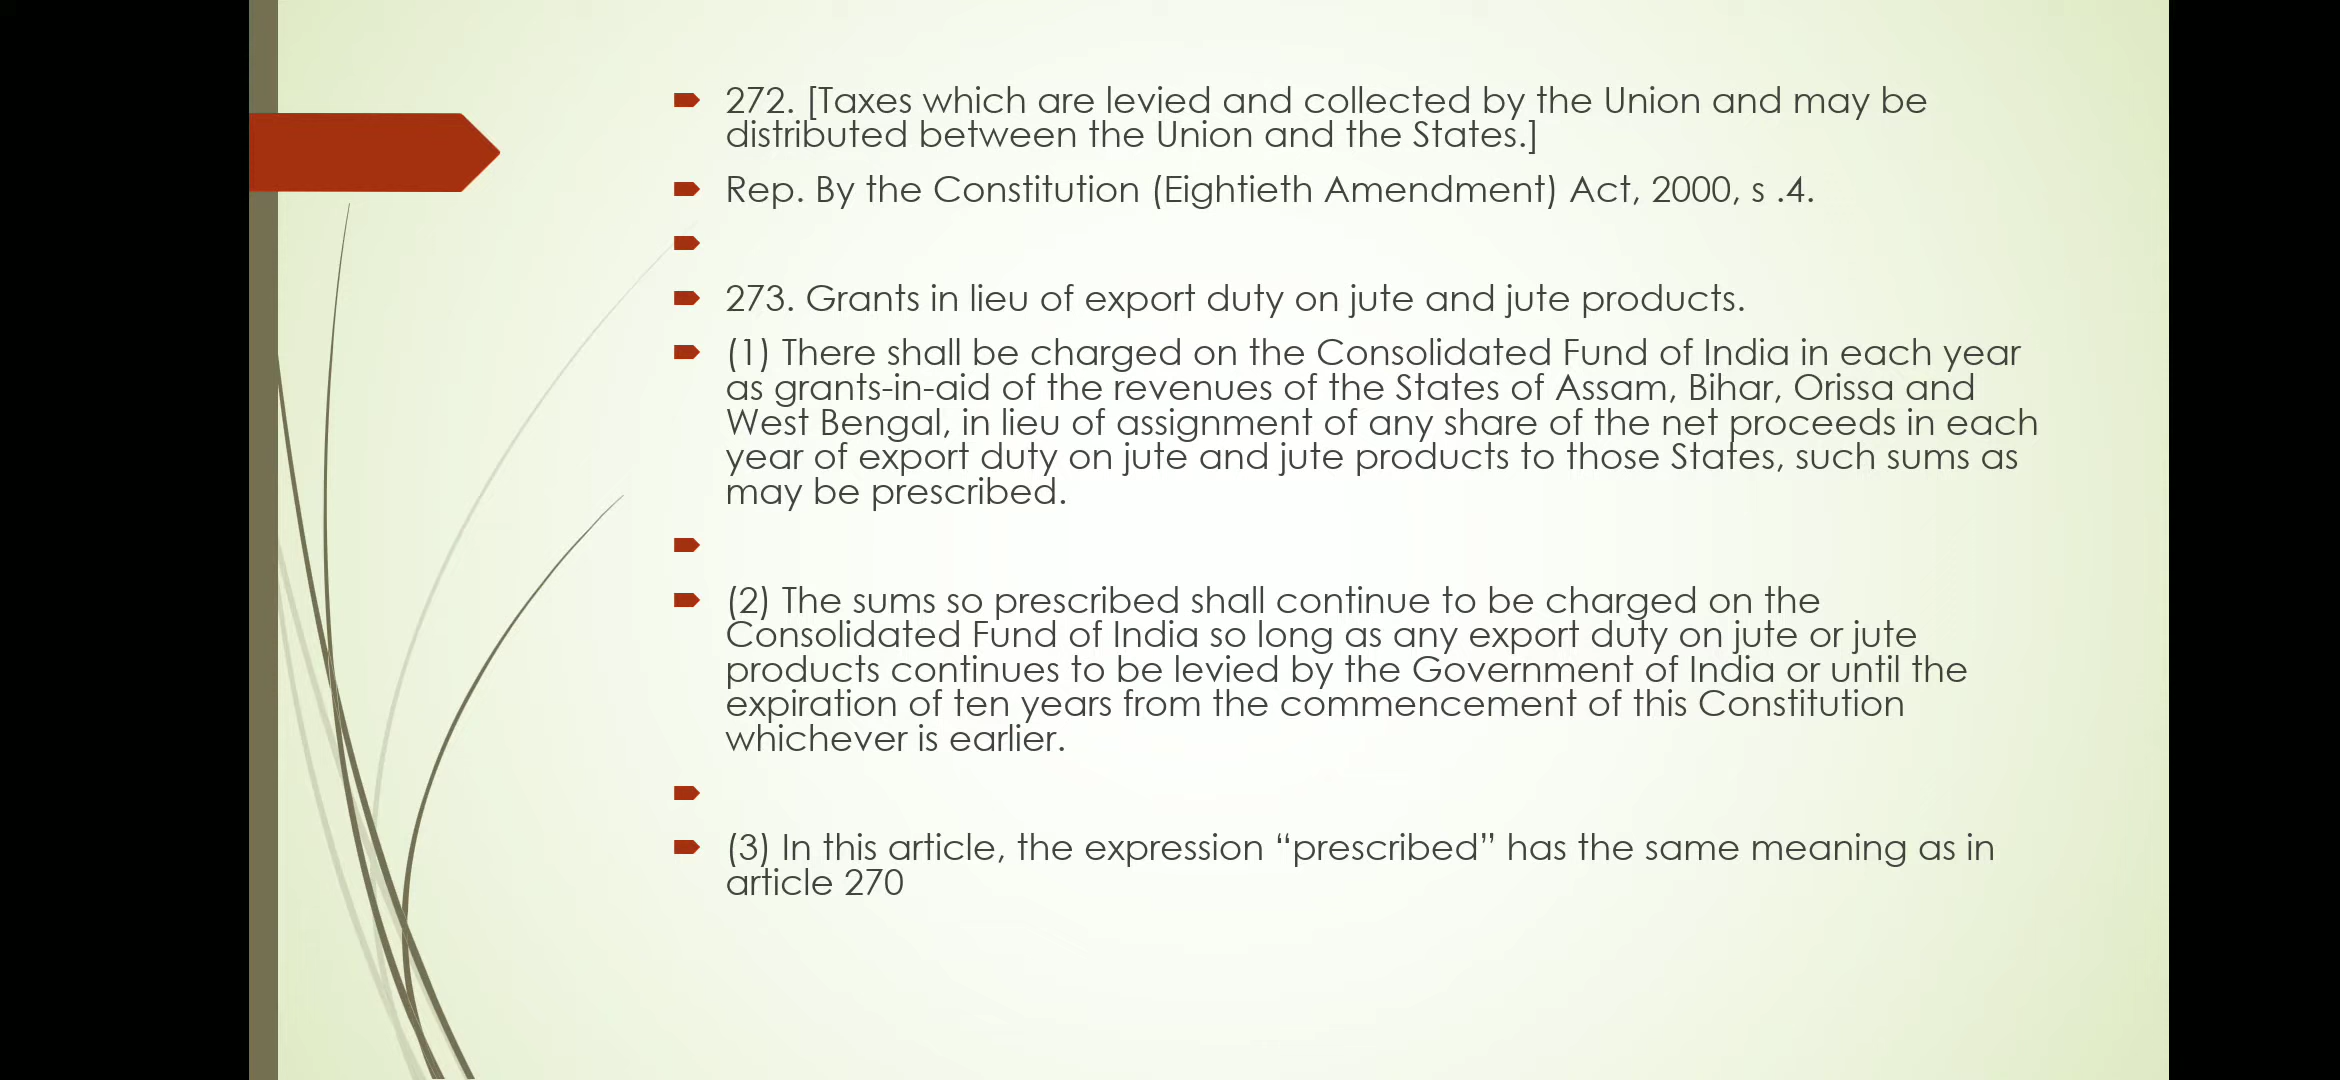 272. [Taxes which are levied and collected by the Union and may be
distributed between the Union and the States.]
Rep. By the Constitution (Eightieth Amendment) Act, 2000, s .4.
273. Grants in lieu of export duty on jute and jute products.
(1) There shall be charged on the Consolidated Fund of India in each year
as grants-in-aid of the revenues of the States of Assam, Bihar, Orissa and
West Bengal, in lieu of assignment of any share of the net proceeds in each
year of export duty on jute and jute products to those States, such sums as
may be prescribed.
(2) The sums so prescribed shall continue to be charged on the
Consolidated Fund of India so long as any export duty on jute or jute
products continues to be levied by the Government of India or until the
expiration of ten years from the commencement of this Constitution
whichever is earlier.
(3) In this article, the expression “prescribed” has the same meaning as in
article 270